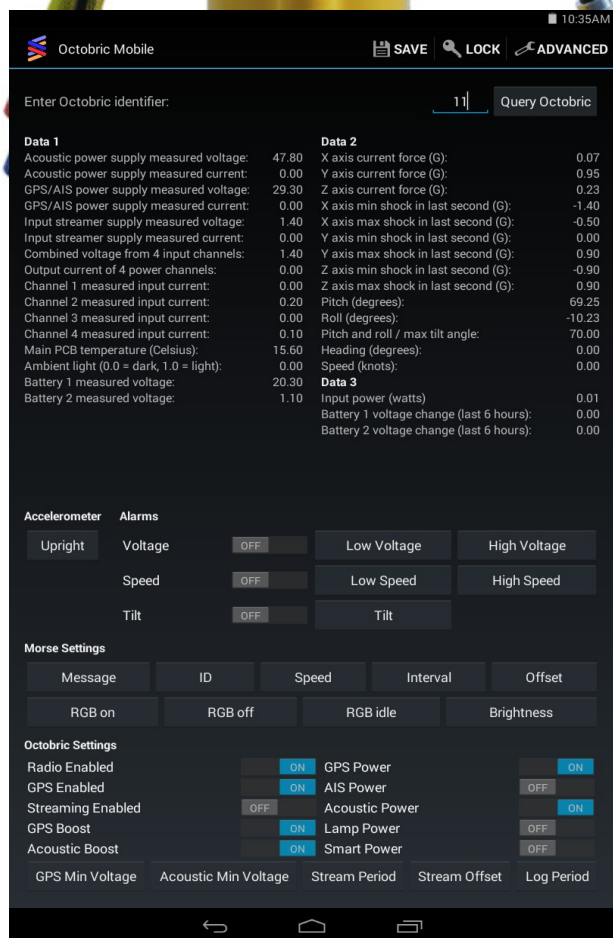 10:35AM
Octobric Mobile SAVE LOCK ADVANCED
Enter Octobric identifier: 11 Query Octobric
Data 1
Acoustic power supply measured voltage: 47.80
Acoustic power supply measured current: 0.00
GPS/AIS power supply measured voltage: 29.30
GPS/AIS power supply measured current: 0.00
Input streamer supply measured voltage: 1.40
Input streamer supply measured current: 0.00
Combined voltage from 4 input channels: 1.40
Output current of 4 power channels: 0.00
Channel 1 measured input current: 0.00
Channel 2 measured input current: 0.20
Channel 3 measured input current: 0.00
Channel 4 measured input current: 0.10
Main PCB temperature (Celsius): 15.60
Ambient light (0.0 = dark, 1.0 = light): 0.00
Battery 1 measured voltage: 20.30
Battery 2 measured voltage: 1.10
Data 2
X axis current force (G): 0.07
Y axis current force (G): 0.95
Z axis current force (G): 0.23
X axis min shock in last second (G): -1.40
X axis max shock in last second (G): -0.50
Y axis min shock in last second (G): 0.00
Y axis max shock in last second (G): 0.90
Z axis min shock in last second (G): -0.90
Z axis max shock in last second (G): 0.90
Pitch (degrees): 69.25
Roll (degrees): -10.23
Pitch and roll / max tilt angle: 70.00
Heading (degrees): 0.00
Speed (knots): 0.00
Data 3
Input power (watts) 0.01
Battery 1 voltage change (last 6 hours): 0.00
Battery 2 voltage change (last 6 hours): 0.00
Accelerometer Alarms
Upright Voltage OFF Low Voltage High Voltage
Speed OFF Low Speed High Speed
Tilt OFF Tilt
Morse Settings
Message ID Speed Interval Offset
RGB on RGB off RGB idle Brightness
Octobric Settings
Radio Enabled ON GPS Power ON
GPS Enabled ON AIS Power OFF
Streaming Enabled OFF Acoustic Power ON
GPS Boost ON Lamp Power OFF
Acoustic Boost ON Smart Power OFF
GPS Min Voltage Acoustic Min Voltage Stream Period Stream Offset Log Period